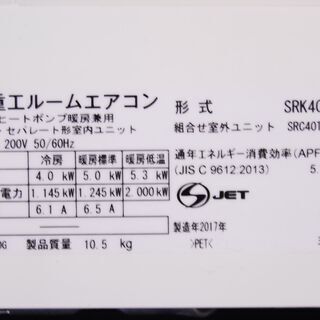 重工ルームエアコン
ヒートポンプ暖房兼用
セパレート形室内ユニット
200V 50/60Hz
冷房 暖房標準 暖房低温
4.0 kW 5.0 kW 5.3 kW
電力 1.145 kW 1.245 kW 2.000 kW
6.1 A 6.5 A
製品質量 10.5 kg
形式 SRK40
組合せ室外ユニット SRC40T
通年エネルギー消費効率(APF
(JIS C 9612:2013) 5.
JET
製造年2017年
>PET<